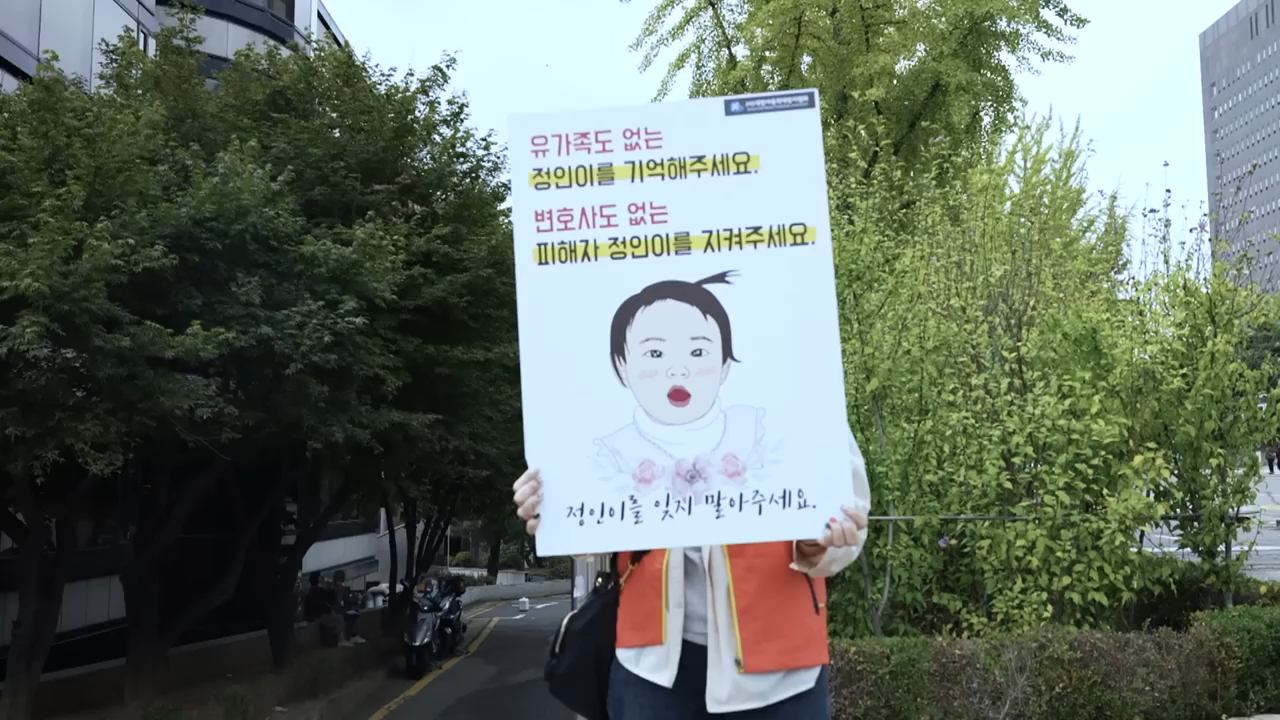 유가족도 없는
정인이를 기억해주세요.
변호사도 없는
피해자 정인이를 지켜주세요.
정인이를 잊지 말아주세요.